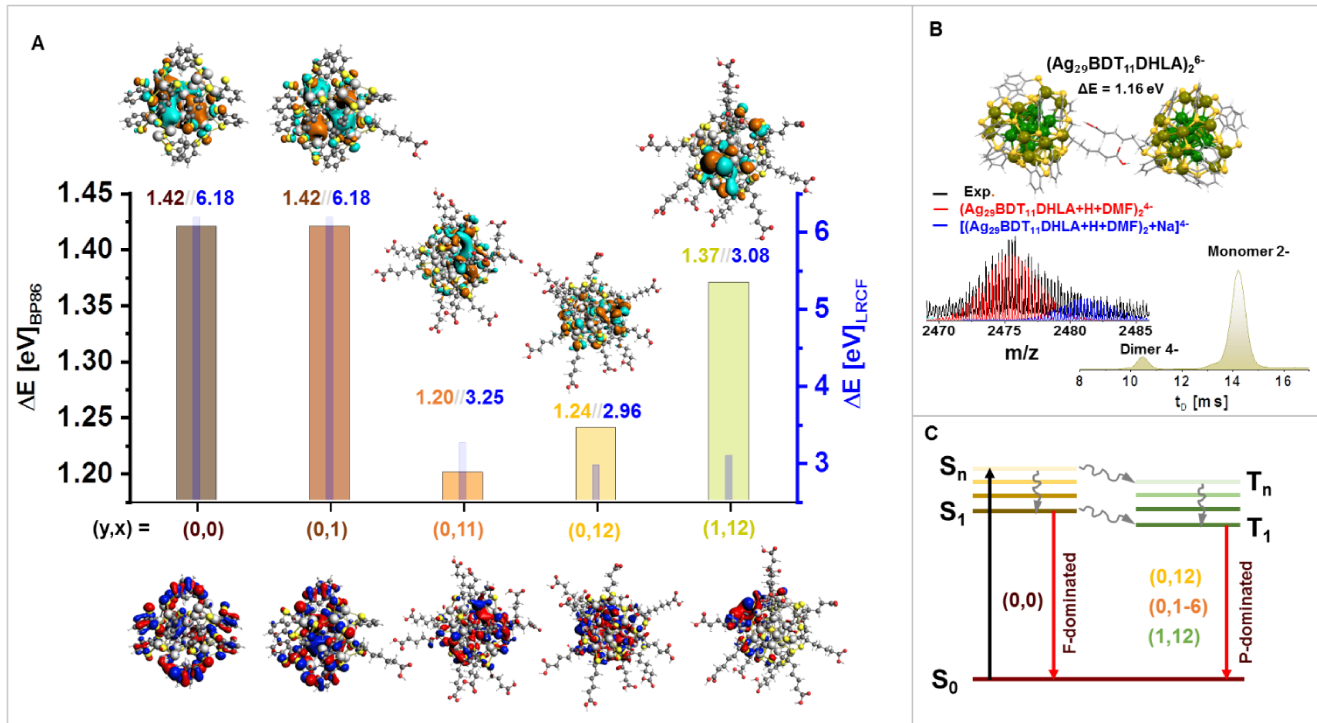 A
1.42//6.18
1.42//6.18
1.20//3.25
1.24//2.96
1.37//3.08
ΔE [eV]BP86
1.45
1.40
1.35
1.30
1.25
1.20
ΔE [eV]LRCF
6
5
4
3
(y,x) = (0,0) (0,1) (0,11) (0,12) (1,12)
B
(Ag₂₉BDT₁₁DHLA)₂⁶⁻
ΔE = 1.16 eV
Exp.
(Ag₂₉BDT₁₁DHLA+H+DMF)₂⁴⁻
[(Ag₂₉BDT₁₁DHLA+H+DMF)₂+Na]⁴⁻
2470 2475 2480 2485
m/z
Monomer 2-
Dimer 4-
8 10 12 14 16
t_D [ms]
C
Sₙ
S₁
S₀
Tₙ
T₁
(0,0)
F-dominated
(0,12)
(0,1-6)
(1,12)
P-dominated